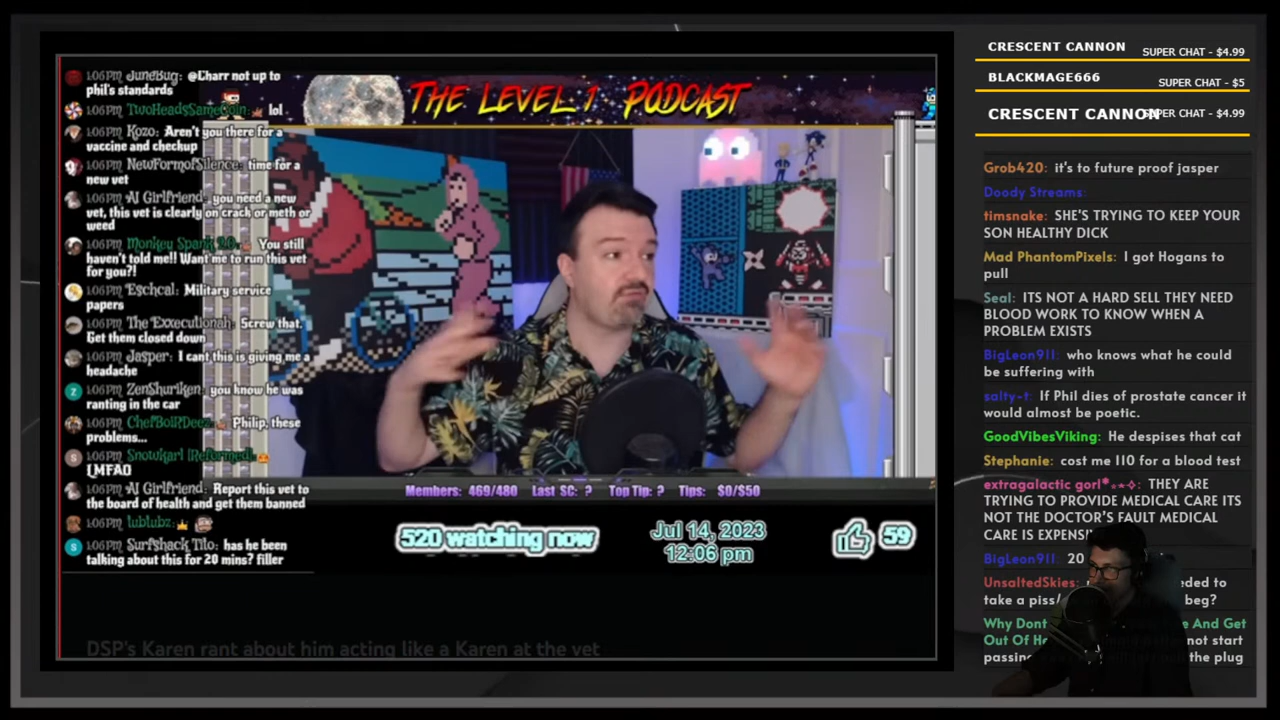 THE LEVEL 1 PODCAST
1:06PM JuneBug: @Lharr not up to
phil's standards
1:06PM TwoHeadsSameCoin: lol
1:06PM Kozo: Aren't you there for a
vaccine and checkup
1:06PM NewFormofSilence: time for a
new vet
1:06PM AI Girlfriend: you need a new
vet, this vet is clearly on crack or meth or
weed
1:06PM Monkey Spank 2.0: You still
haven't told me!! Want me to run this vet
for you?!
1:06PM Eschcal: Military service
papers
1:06PM The Exxecutionah: Screw that.
Get them closed down
1:06PM Jasper: I cant this is giving me a
headache
1:06PM ZenShuriken: you know he was
ranting in the car
1:06PM ChefBoiRDeez: Philip, these
problems...
1:06PM Snowkarl [Reformed]:
LMFAO
1:06PM AI Girlfriend: Report this vet to
the board of health and get them banned
1:06PM lublubz:
1:06PM Surfshack Tito: has he been
talking about this for 20 mins? filler
Members: 469/480 Last SC: ? Top Tip: ? Tips: $0/$50
520 watching now
Jul 14, 2023
12:06 pm
59
DSP's Karen rant about him acting like a Karen at the vet
CRESCENT CANNON SUPER CHAT - $4.99
BLACKMAGE666 SUPER CHAT - $5
CRESCENT CANNON SUPER CHAT - $4.99
Grob420: it's to future proof jasper
Doody Streams:
timsnake: SHE'S TRYING TO KEEP YOUR
SON HEALTHY DICK
Mad PhantomPixels: I got Hogans to
pull
Seal: ITS NOT A HARD SELL THEY NEED
BLOOD WORK TO KNOW WHEN A
PROBLEM EXISTS
BigLeon911: who knows what he could
be suffering with
salty-t: If Phil dies of prostate cancer it
would almost be poetic.
GoodVibesViking: He despises that cat
Stephanie: cost me 110 for a blood test
extragalactic gorl*: THEY ARE
TRYING TO PROVIDE MEDICAL CARE ITS
NOT THE DOCTOR'S FAULT MEDICAL
CARE IS EXPENSI
BigLeon911: 20
UnsaltedSkies: eded to
take a piss/ beg?
Why Dont And Get
Out Of He not start
passin the plug